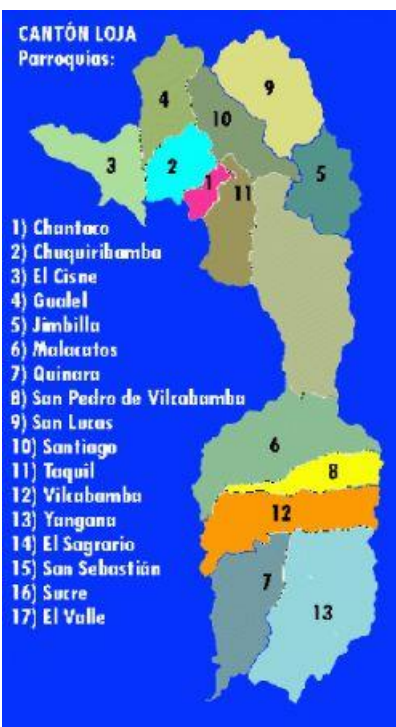 CANTÓN LOJA
Parroquias:
4
9
10
3
2
1
11
5
1) Chantaco
2) Chuquiribamba
3) El Cisne
4) Gualel
5) Jimbilla
6) Malacatos
7) Quinara
8) San Pedro de Vilcabamba
9) San Lucas
10) Santiago
11) Taquil
12) Vilcabamba
13) Yangana
14) El Sagrario
15) San Sebastián
16) Sucre
17) El Valle
6
8
12
7
13